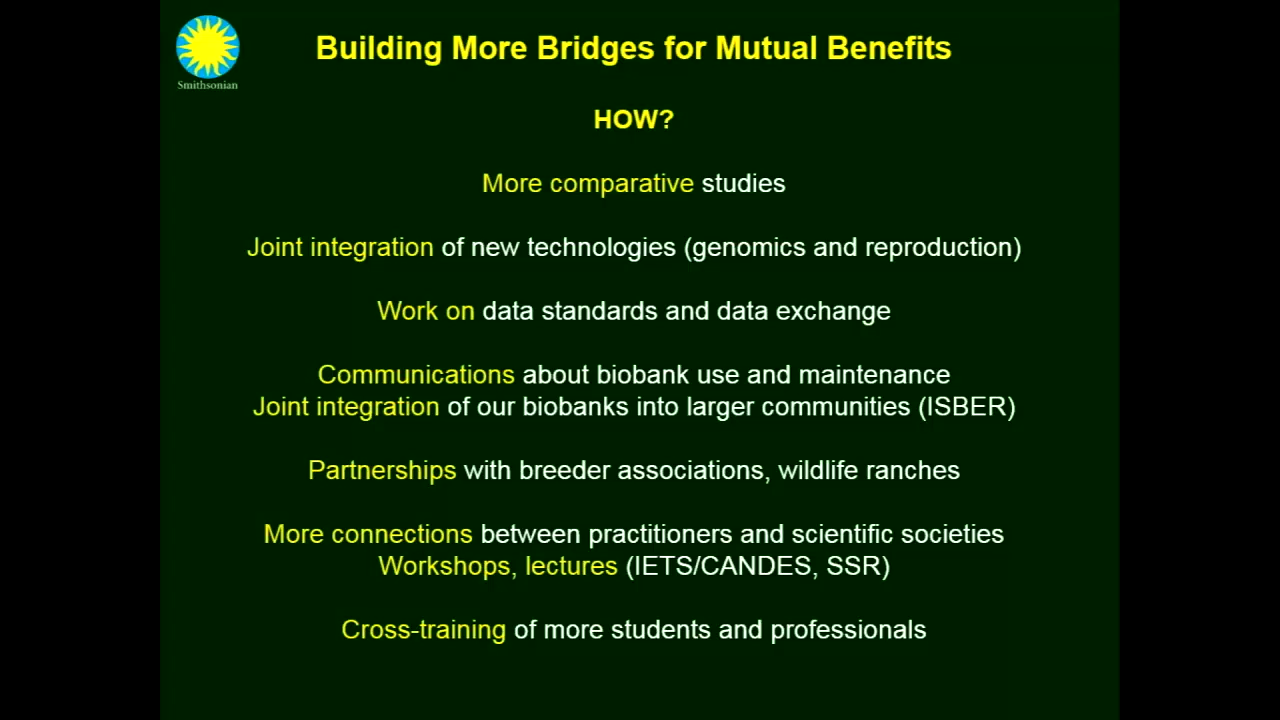 Smithsonian
Building More Bridges for Mutual Benefits
HOW?
More comparative studies
Joint integration of new technologies (genomics and reproduction)
Work on data standards and data exchange
Communications about biobank use and maintenance
Joint integration of our biobanks into larger communities (ISBER)
Partnerships with breeder associations, wildlife ranches
More connections between practitioners and scientific societies
Workshops, lectures (IETS/CANDES, SSR)
Cross-training of more students and professionals